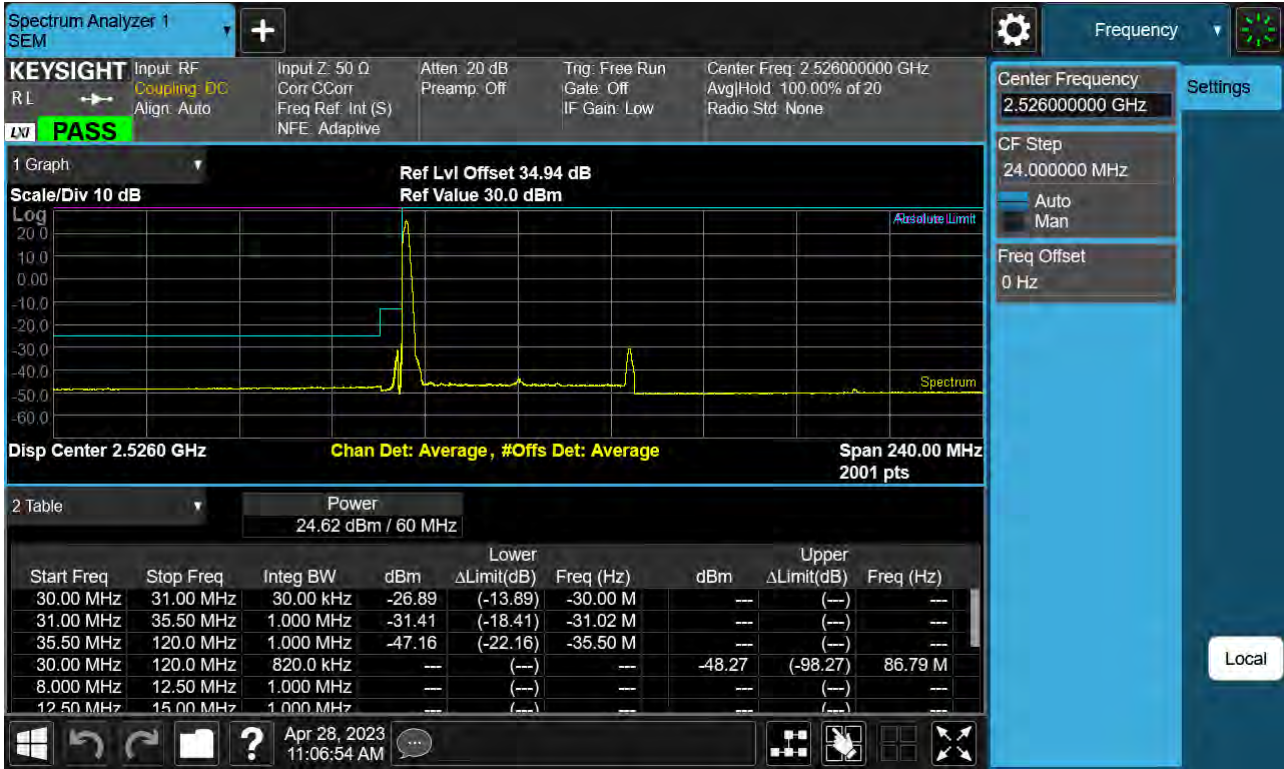 Spectrum Analyzer 1
SEM
Frequency
KEYSIGHT
R L
LXI
PASS
Input: RF
Coupling: DC
Align: Auto
Input Z: 50 Ω
Corr CCorr
Freq Ref: Int (S)
NFE: Adaptive
Atten: 20 dB
Preamp: Off
Trig: Free Run
Gate: Off
IF Gain: Low
Center Freq: 2.526000000 GHz
Avg|Hold: 100.00% of 20
Radio Std: None
Center Frequency
2.526000000 GHz
Settings
CF Step
24.000000 MHz
Auto
Man
Freq Offset
0 Hz
Local
1 Graph
Ref Lvl Offset 34.94 dB
Scale/Div 10 dB
Ref Value 30.0 dBm
Log
Absolute Limit
20.0
10.0
0.00
-10.0
-20.0
-30.0
-40.0
-50.0
-60.0
Spectrum
Disp Center 2.5260 GHz
Chan Det: Average, #Offs Det: Average
Span 240.00 MHz
2001 pts
2 Table
Power
24.62 dBm / 60 MHz
Lower Upper
Start Freq Stop Freq Integ BW dBm ΔLimit(dB) Freq (Hz) dBm ΔLimit(dB) Freq (Hz)
30.00 MHz 31.00 MHz 30.00 kHz -26.89 (-13.89) -30.00 M --- (---) ---
31.00 MHz 35.50 MHz 1.000 MHz -31.41 (-18.41) -31.02 M --- (---) ---
35.50 MHz 120.0 MHz 1.000 MHz -47.16 (-22.16) -35.50 M --- (---) ---
30.00 MHz 120.0 MHz 820.0 kHz --- (---) --- -48.27 (-98.27) 86.79 M
8.000 MHz 12.50 MHz 1.000 MHz --- (---) --- --- (---) ---
12.50 MHz 15.00 MHz 1.000 MHz --- (---) --- --- (---) ---
Apr 28, 2023
11:06:54 AM